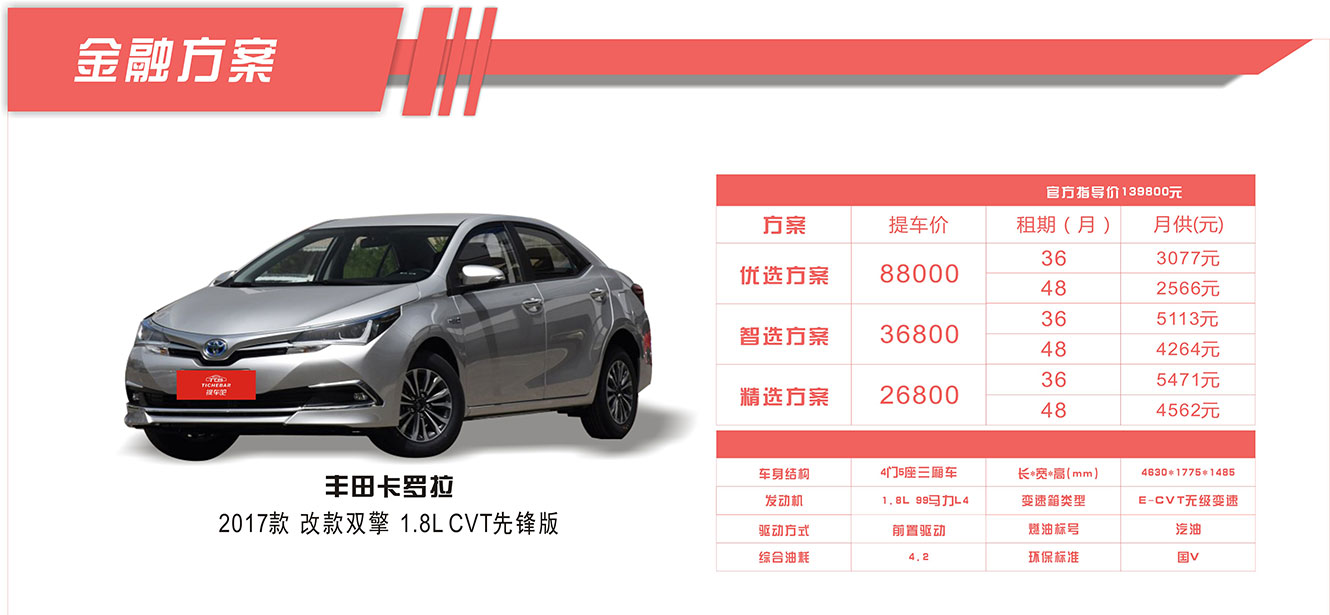 金融方案
官方指导价139800元
方案 提车价 租期（月） 月供(元)
优选方案 88000 36 3077元
48 2566元
智选方案 36800 36 5113元
48 4264元
精选方案 26800 36 5471元
48 4562元
TCB
TICHEBAR
提车吧
丰田卡罗拉
2017款 改款双擎 1.8L CVT先锋版
车身结构 4门5座三厢车 长*宽*高(mm) 4630*1775*1485
发动机 1.8L 99马力L4 变速箱类型 E-CVT无级变速
驱动方式 前置驱动 燃油标号 汽油
综合油耗 4.2 环保标准 国V